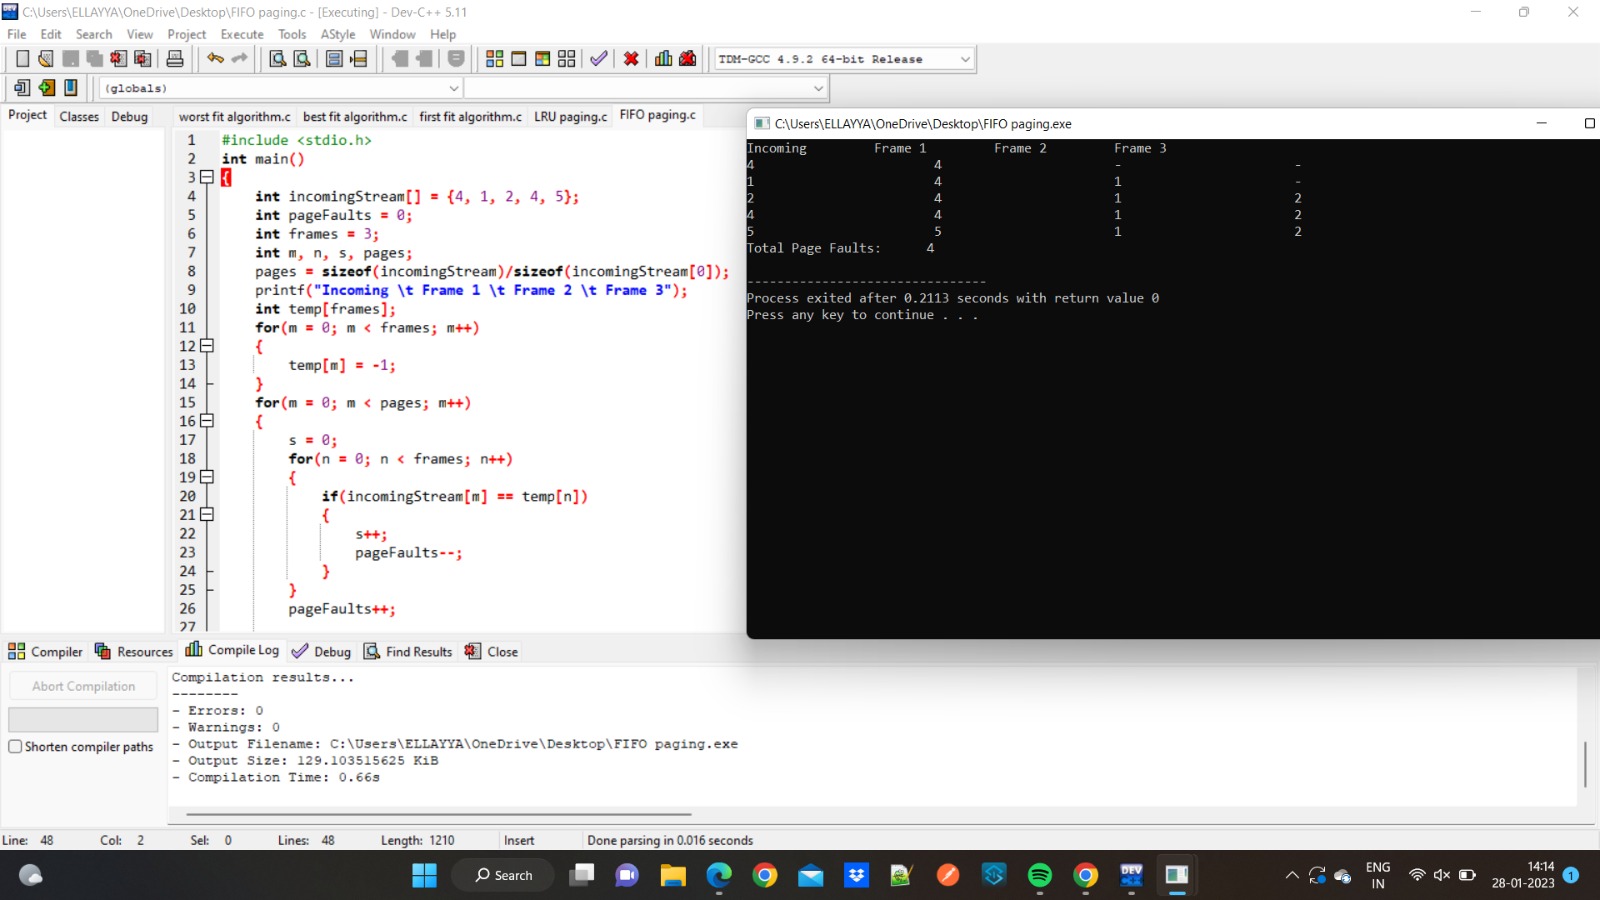 C:\Users\ELLAYYA\OneDrive\Desktop\FIFO paging.c - [Executing] - Dev-C++ 5.11
File Edit Search View Project Execute Tools AStyle Window Help
TDM-GCC 4.9.2 64-bit Release
(globals)
Project Classes Debug
worst fit algorithm.c best fit algorithm.c first fit algorithm.c LRU paging.c FIFO paging.c
1 #include <stdio.h>
2 int main()
3 {
4 int incomingStream[] = {4, 1, 2, 4, 5};
5 int pageFaults = 0;
6 int frames = 3;
7 int m, n, s, pages;
8 pages = sizeof(incomingStream)/sizeof(incomingStream[0]);
9 printf("Incoming \t Frame 1 \t Frame 2 \t Frame 3");
10 int temp[frames];
11 for(m = 0; m < frames; m++)
12 {
13 temp[m] = -1;
14 }
15 for(m = 0; m < pages; m++)
16 {
17 s = 0;
18 for(n = 0; n < frames; n++)
19 {
20 if(incomingStream[m] == temp[n])
21 {
22 s++;
23 pageFaults--;
24 }
25 }
26 pageFaults++;
27
C:\Users\ELLAYYA\OneDrive\Desktop\FIFO paging.exe
Incoming Frame 1 Frame 2 Frame 3
4 4 - -
1 4 1 -
2 4 1 2
4 4 1 2
5 5 1 2
Total Page Faults: 4
--------------------------------
Process exited after 0.2113 seconds with return value 0
Press any key to continue . . .
Compiler Resources Compile Log Debug Find Results Close
Abort Compilation
Shorten compiler paths
Compilation results...
--------
- Errors: 0
- Warnings: 0
- Output Filename: C:\Users\ELLAYYA\OneDrive\Desktop\FIFO paging.exe
- Output Size: 129.103515625 KiB
- Compilation Time: 0.66s
Line: 48 Col: 2 Sel: 0 Lines: 48 Length: 1210 Insert Done parsing in 0.016 seconds
Search
DEV
ENG
IN
14:14
28-01-2023
1